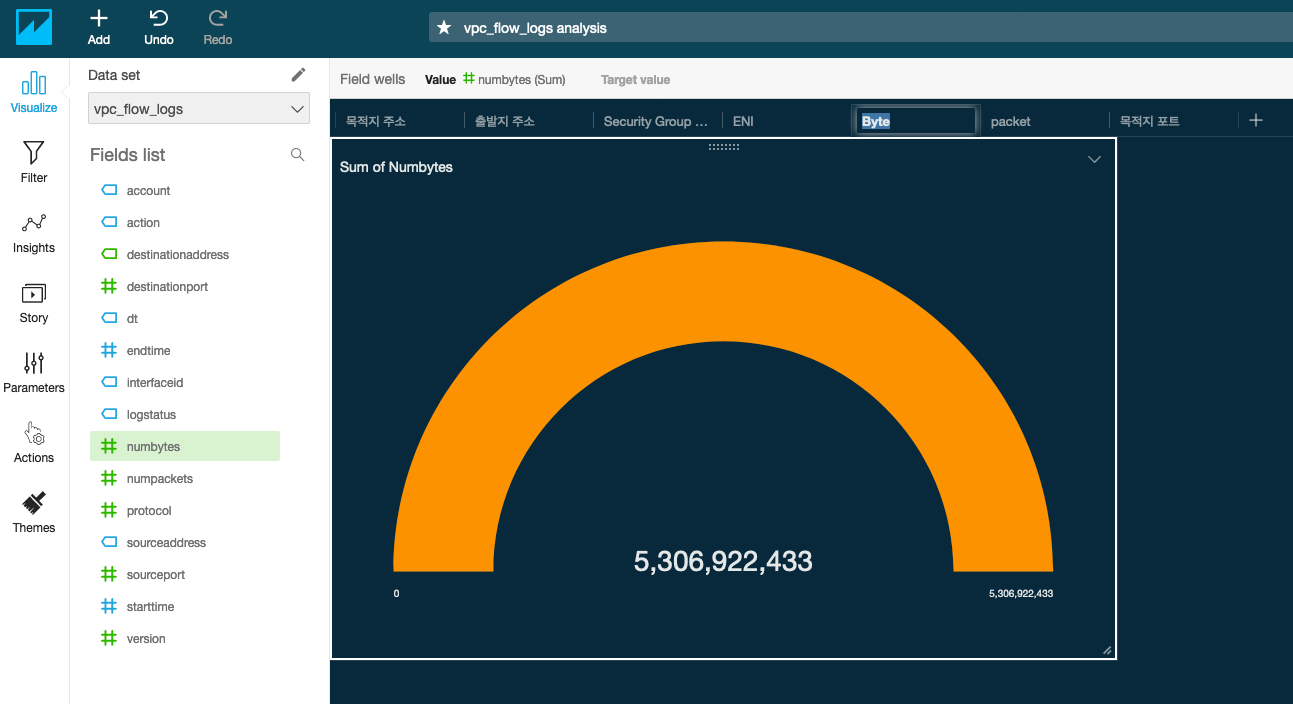 Add
Undo
Redo
vpc_flow_logs analysis
Visualize
Filter
Insights
Story
Parameters
Actions
Themes
Data set
vpc_flow_logs
Fields list
account
action
destinationaddress
destinationport
dt
endtime
interfaceid
logstatus
numbytes
numpackets
protocol
sourceaddress
sourceport
starttime
version
Field wells Value numbytes (Sum) Target value
목적지 주소 출발지 주소 Security Group ... ENI Byte packet 목적지 포트
Sum of Numbytes
5,306,922,433
0 5,306,922,433